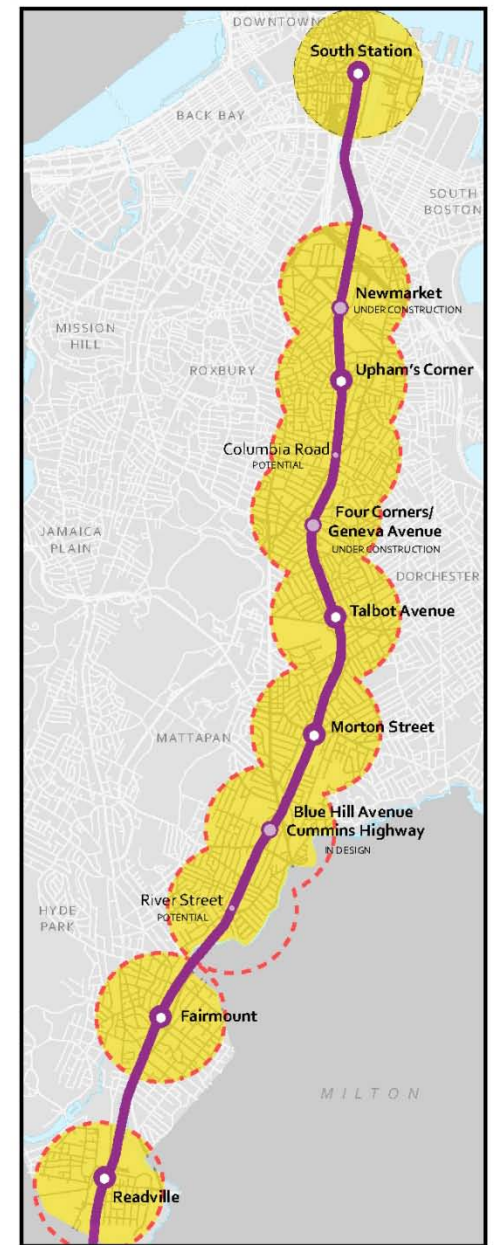 DOWNTOWN
South Station
BACK BAY
SOUTH
BOSTON
Newmarket
UNDER CONSTRUCTION
MISSION
HILL
ROXBURY
Upham's Corner
Columbia Road
POTENTIAL
Four Corners/
Geneva Avenue
UNDER CONSTRUCTION
JAMAICA
PLAIN
DORCHESTER
Talbot Avenue
Morton Street
MATTAPAN
Blue Hill Avenue
Cummins Highway
IN DESIGN
River Street
POTENTIAL
HYDE
PARK
Fairmount
MILTON
Readville